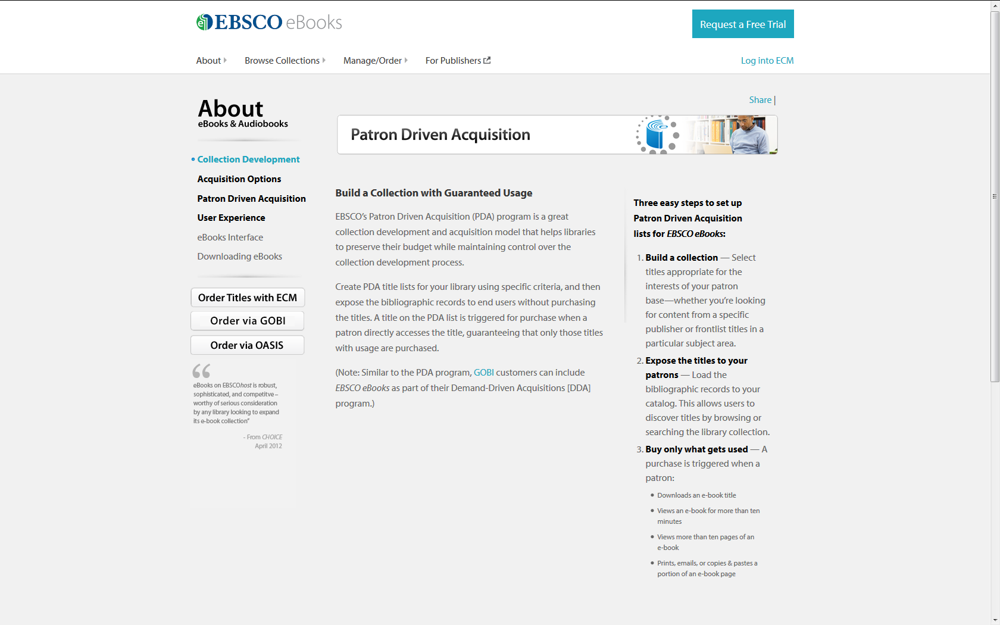 EBSCO eBooks
Request a Free Trial
About
Browse Collections
Manage/Order
For Publishers
Log into ECM
About
eBooks & Audiobooks
Collection Development
Acquisition Options
Patron Driven Acquisition
User Experience
eBooks Interface
Downloading eBooks
Order Titles with ECM
Order via GOBI
Order via OASIS
“
eBooks on EBSCOhost is robust,
sophisticated, and competitve –
worthy of serious consideration
by any library looking to expand
its e-book collection”
- From CHOICE
April 2012
Share |
Patron Driven Acquisition
Build a Collection with Guaranteed Usage
EBSCO’s Patron Driven Acquisition (PDA) program is a great
collection development and acquisition model that helps libraries
to preserve their budget while maintaining control over the
collection development process.
Create PDA title lists for your library using specific criteria, and then
expose the bibliographic records to end users without purchasing
the titles. A title on the PDA list is triggered for purchase when a
patron directly accesses the title, guaranteeing that only those titles
with usage are purchased.
(Note: Similar to the PDA program, GOBI customers can include
EBSCO eBooks as part of their Demand-Driven Acquisitions [DDA]
program.)
Three easy steps to set up
Patron Driven Acquisition
lists for EBSCO eBooks:
1. Build a collection — Select
titles appropriate for the
interests of your patron
base—whether you’re looking
for content from a specific
publisher or frontlist titles in a
particular subject area.
2. Expose the titles to your
patrons — Load the
bibliographic records to your
catalog. This allows users to
discover titles by browsing or
searching the library collection.
3. Buy only what gets used — A
purchase is triggered when a
patron:
• Downloads an e-book title
• Views an e-book for more than ten
minutes
• Views more than ten pages of an
e-book
• Prints, emails, or copies & pastes a
portion of an e-book page